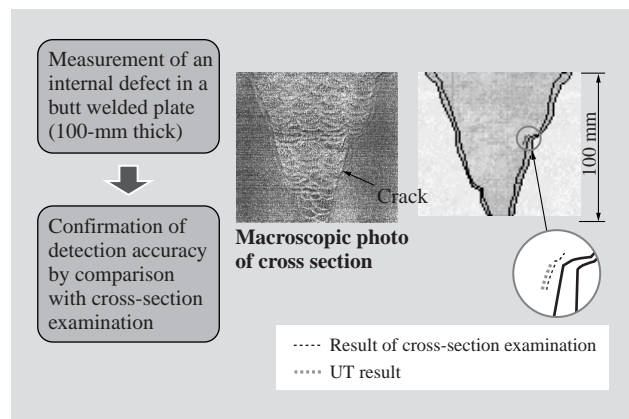 Measurement of an
internal defect in a
butt welded plate
(100-mm thick)
Confirmation of
detection accuracy
by comparison
with cross-section
examination
Crack
Macroscopic photo
of cross section
100 mm
Result of cross-section examination
UT result